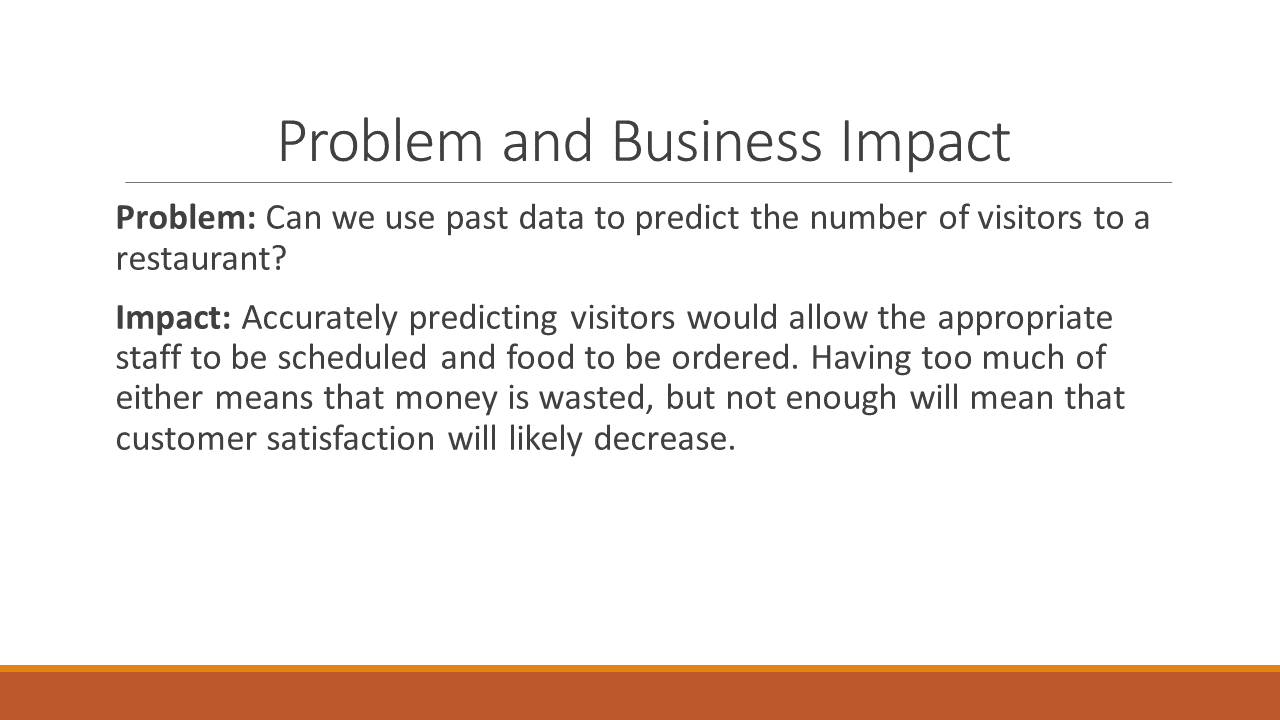 Problem and Business Impact
Problem: Can we use past data to predict the number of visitors to a
restaurant?
Impact: Accurately predicting visitors would allow the appropriate
staff to be scheduled and food to be ordered. Having too much of
either means that money is wasted, but not enough will mean that
customer satisfaction will likely decrease.